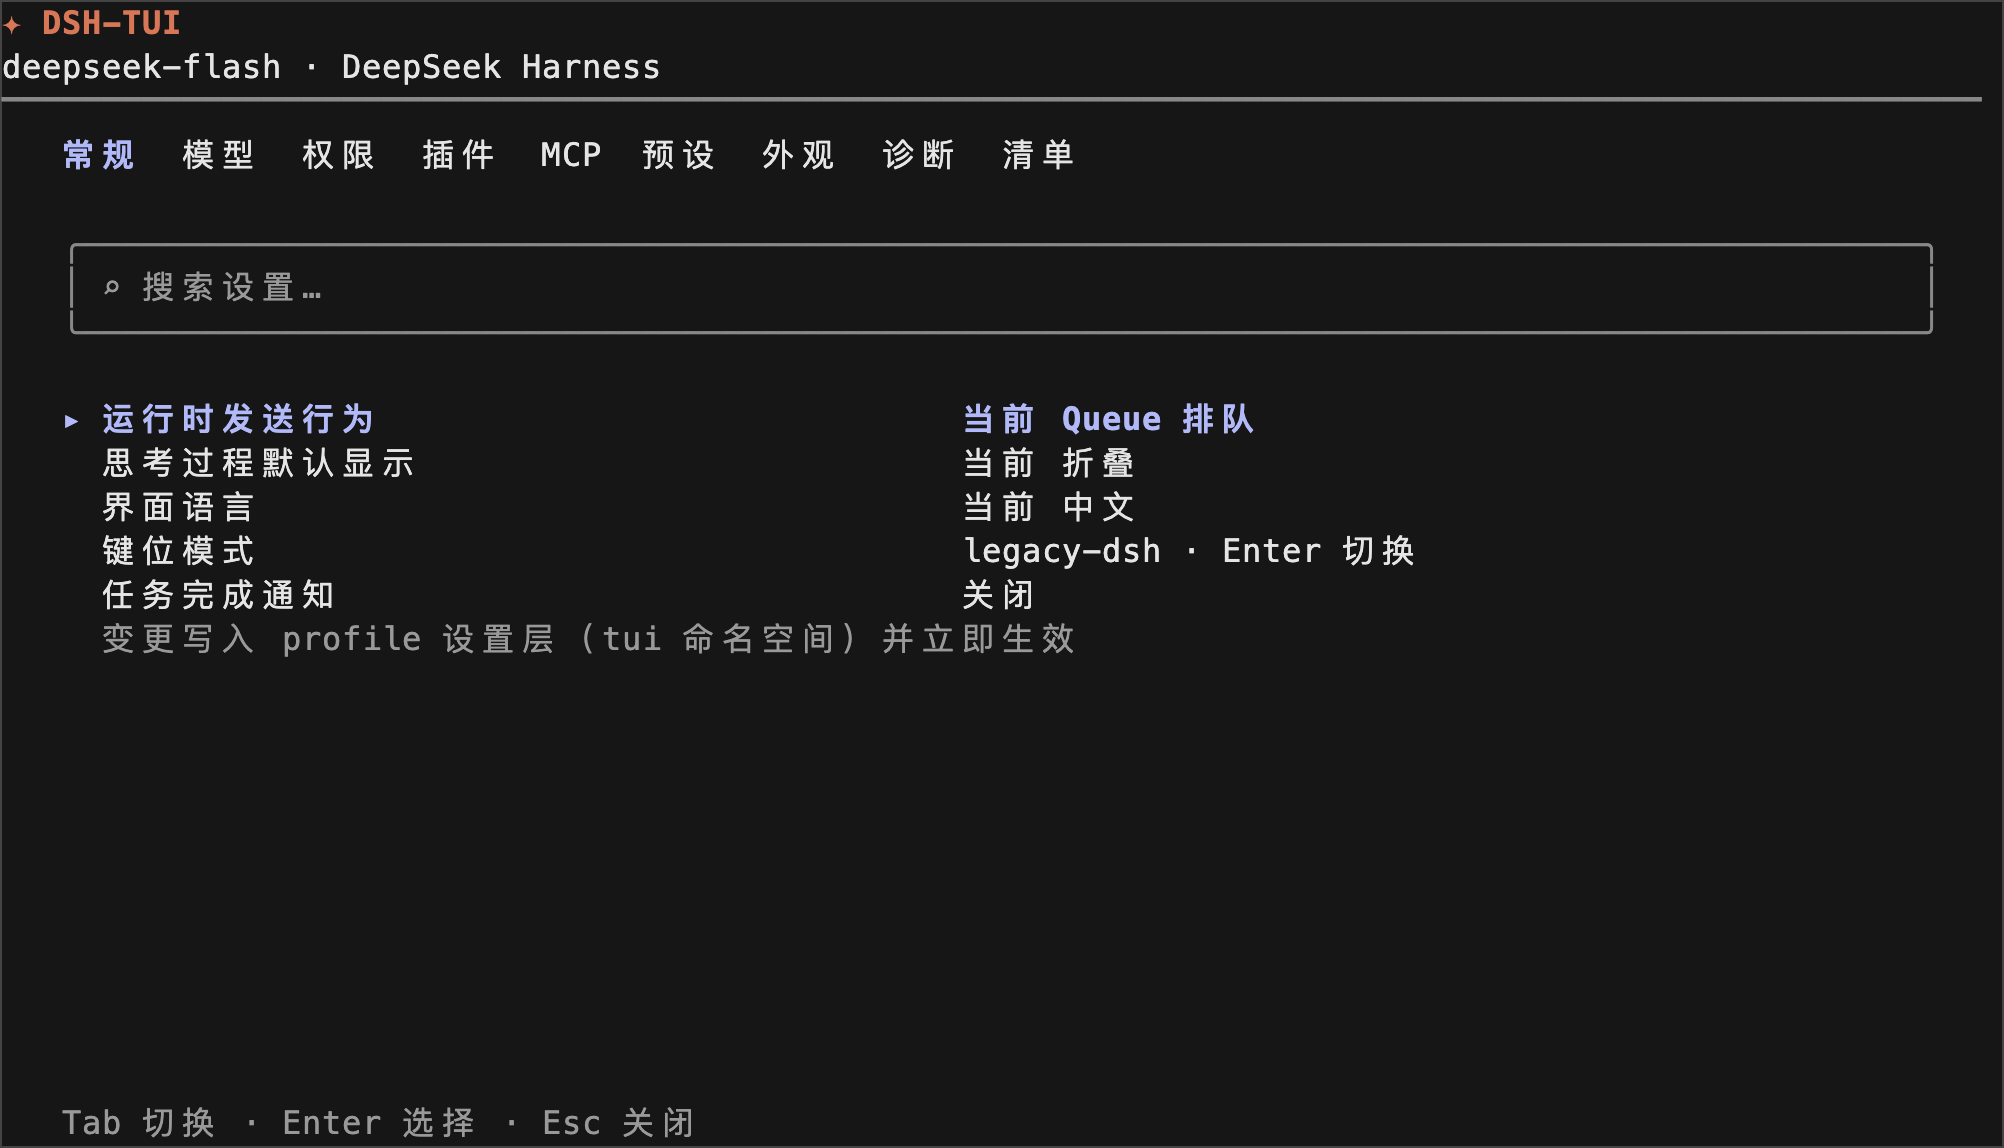 ✦ DSH-TUI
deepseek-flash · DeepSeek Harness
常规 模型 权限 插件 MCP 预设 外观 诊断 清单
⌕ 搜索设置…
▸ 运行时发送行为 当前 Queue 排队
思考过程默认显示 当前 折叠
界面语言 当前 中文
键位模式 legacy-dsh · Enter 切换
任务完成通知 关闭
变更写入 profile 设置层（tui 命名空间）并立即生效
Tab 切换 · Enter 选择 · Esc 关闭